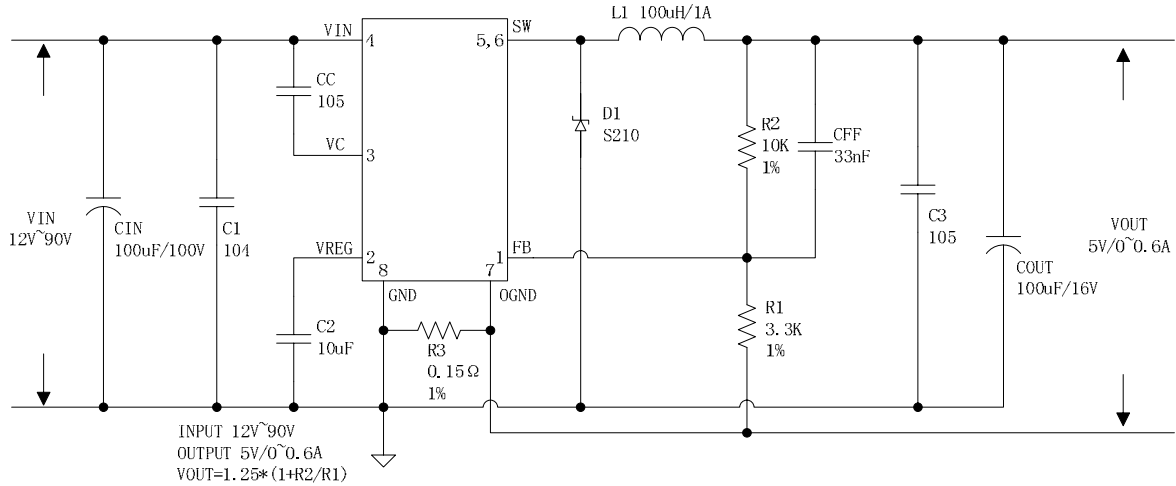 L1 100uH/1A
VIN
4
5,6
SW
CC
105
VC
3
D1
S210
R2
10K
1%
CFF
33nF
VIN
12V~90V
CIN
100uF/100V
C1
104
VREG
2
1
FB
8
7
GND
OGND
C3
105
COUT
100uF/16V
VOUT
5V/0~0.6A
C2
10uF
R3
0.15Ω
1%
R1
3.3K
1%
INPUT 12V~90V
OUTPUT 5V/0~0.6A
VOUT=1.25*(1+R2/R1)